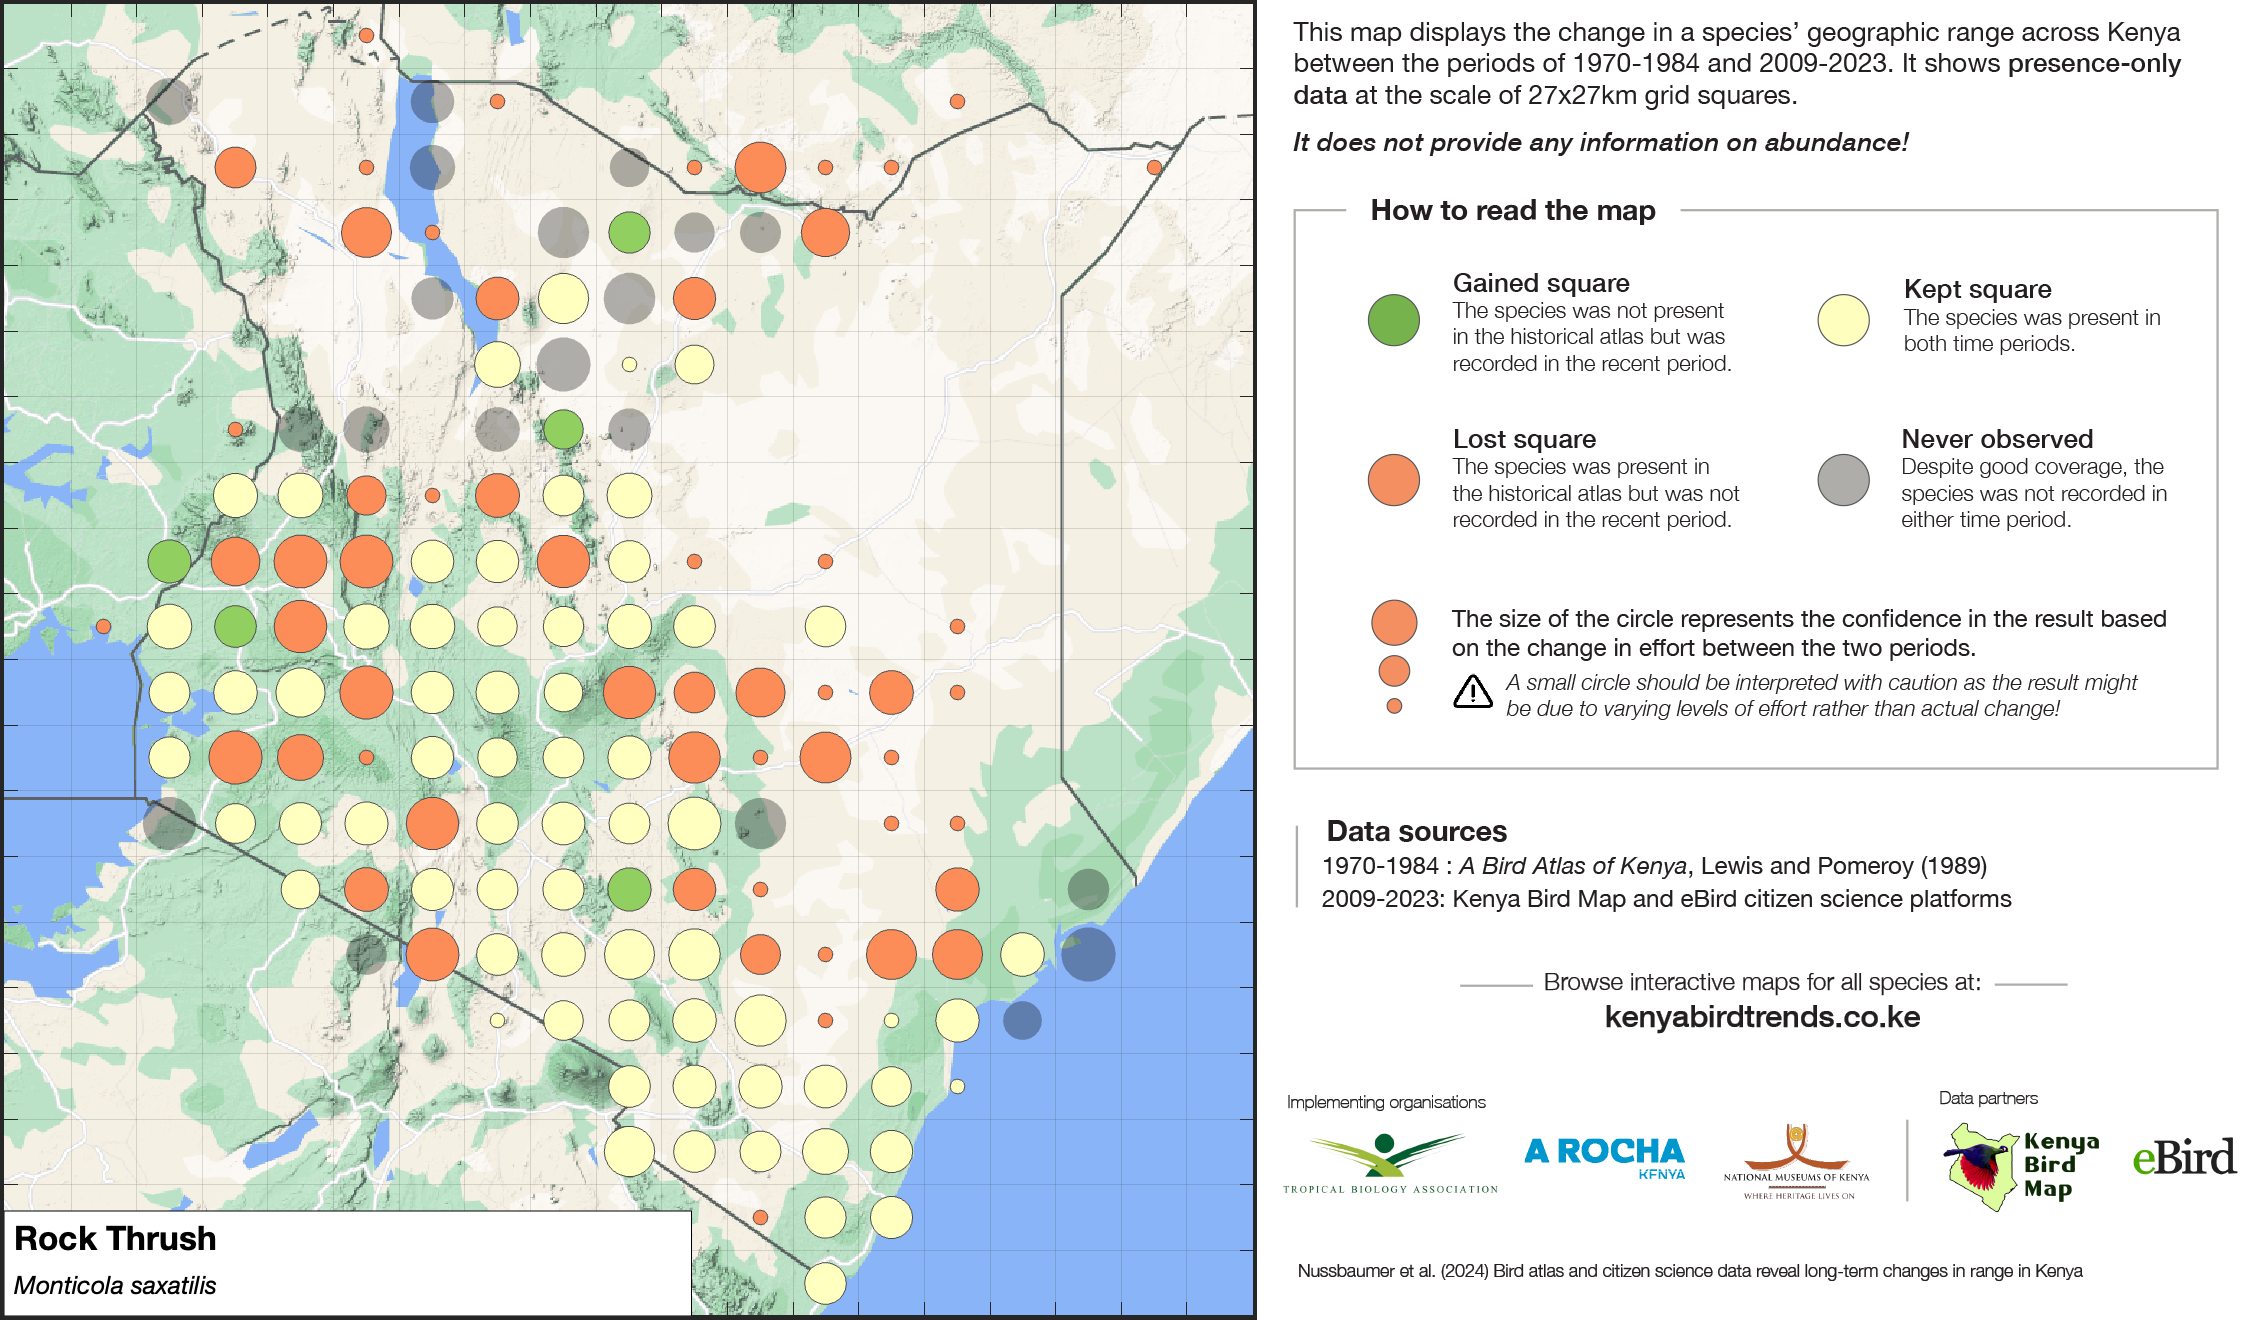 This map displays the change in a species’ geographic range across Kenya
between the periods of 1970-1984 and 2009-2023. It shows presence-only
data at the scale of 27x27km grid squares.
It does not provide any information on abundance!
How to read the map
Gained square
The species was not present
in the historical atlas but was
recorded in the recent period.
Kept square
The species was present in
both time periods.
Lost square
The species was present in
the historical atlas but was not
recorded in the recent period.
Never observed
Despite good coverage, the
species was not recorded in
either time period.
The size of the circle represents the confidence in the result based
on the change in effort between the two periods.
A small circle should be interpreted with caution as the result might
be due to varying levels of effort rather than actual change!
Data sources
1970-1984 : A Bird Atlas of Kenya, Lewis and Pomeroy (1989)
2009-2023: Kenya Bird Map and eBird citizen science platforms
Browse interactive maps for all species at:
kenyabirdtrends.co.ke
Implementing organisations
Data partners
TROPICAL BIOLOGY ASSOCIATION
A ROCHA
KENYA
NATIONAL MUSEUMS OF KENYA
WHERE HERITAGE LIVES ON
Kenya
Bird
Map
eBird
Rock Thrush
Monticola saxatilis
Nussbaumer et al. (2024) Bird atlas and citizen science data reveal long-term changes in range in Kenya